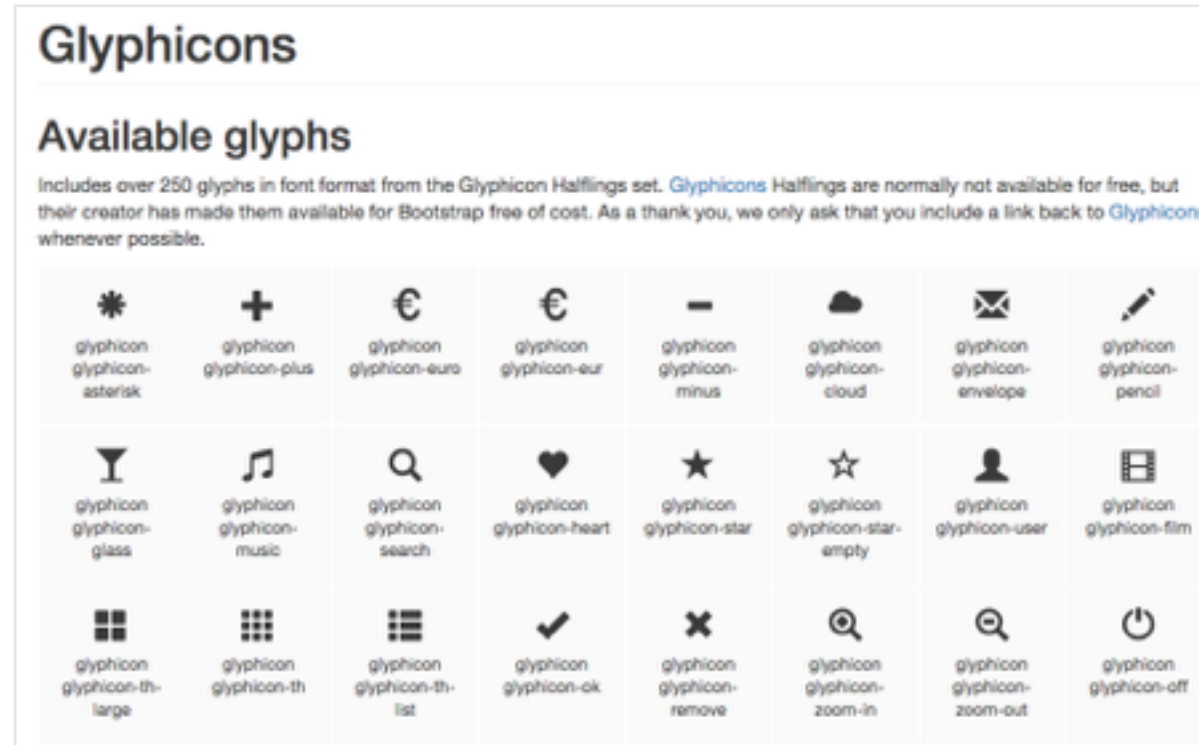 Glyphicons
Available glyphs
Includes over 250 glyphs in font format from the Glyphicon Halflings set. Glyphicons Halflings are normally not available for free, but
their creator has made them available for Bootstrap free of cost. As a thank you, we only ask that you include a link back to Glyphicons
whenever possible.
glyphicon
glyphicon-
asterisk
glyphicon
glyphicon-plus
glyphicon
glyphicon-euro
glyphicon
glyphicon-eur
glyphicon
glyphicon-
minus
glyphicon
glyphicon-
cloud
glyphicon
glyphicon-
envelope
glyphicon
glyphicon-
pencil
glyphicon
glyphicon-
glass
glyphicon
glyphicon-
music
glyphicon
glyphicon-
search
glyphicon
glyphicon-heart
glyphicon
glyphicon-star
glyphicon
glyphicon-star-
empty
glyphicon
glyphicon-user
glyphicon
glyphicon-film
glyphicon
glyphicon-th-
large
glyphicon
glyphicon-th
glyphicon
glyphicon-th-
list
glyphicon
glyphicon-ok
glyphicon
glyphicon-
remove
glyphicon
glyphicon-
zoom-in
glyphicon
glyphicon-
zoom-out
glyphicon
glyphicon-off